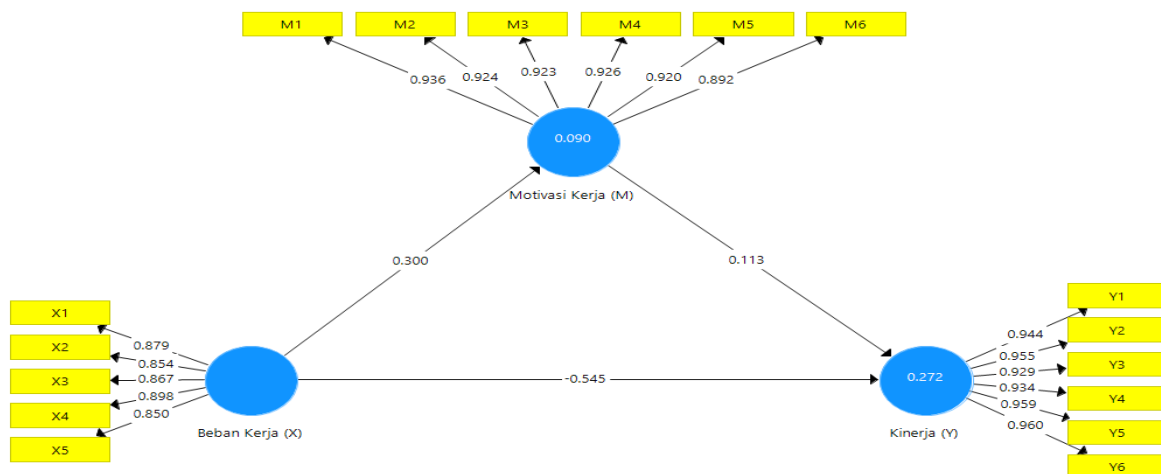 M1 M2 M3 M4 M5 M6
0.936 0.924 0.923 0.926 0.920 0.892
0.090
Motivasi Kerja (M)
0.300
0.113
X1
X2
X3
X4
X5
0.879
0.854
0.867
0.898
0.850
Beban Kerja (X)
-0.545
0.272
Kinerja (Y)
0.944
0.955
0.929
0.934
0.959
0.960
Y1
Y2
Y3
Y4
Y5
Y6